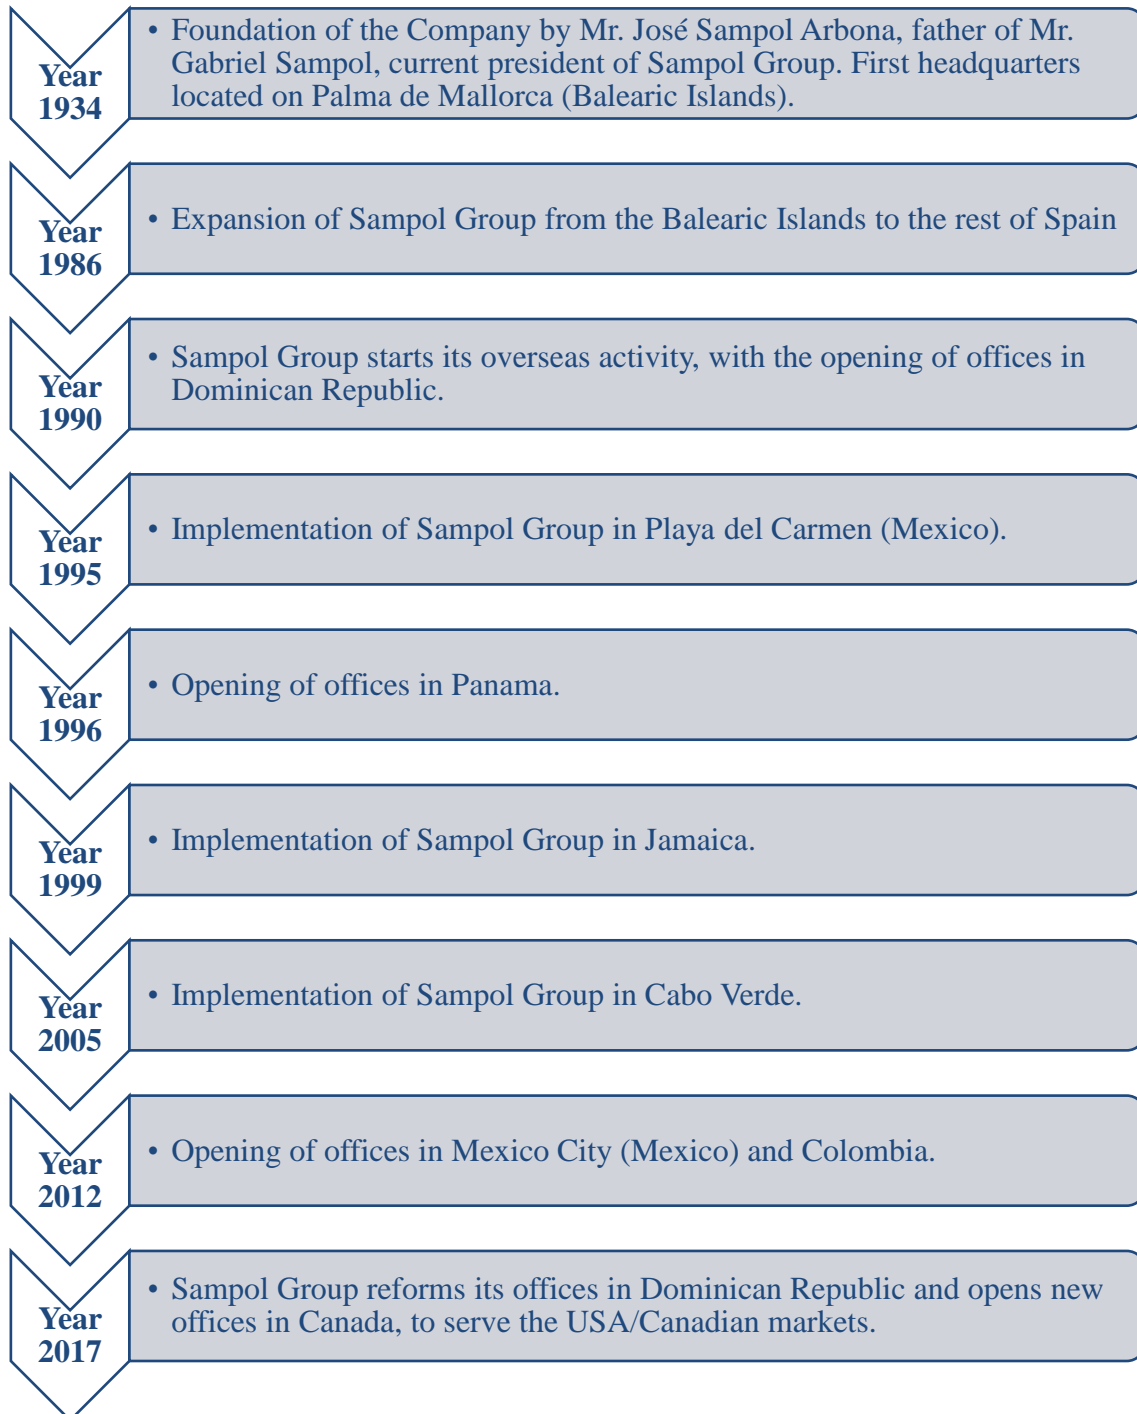 Year
1934
• Foundation of the Company by Mr. José Sampol Arbona, father of Mr.
Gabriel Sampol, current president of Sampol Group. First headquarters
located on Palma de Mallorca (Balearic Islands).
Year
1986
• Expansion of Sampol Group from the Balearic Islands to the rest of Spain
Year
1990
• Sampol Group starts its overseas activity, with the opening of offices in
Dominican Republic.
Year
1995
• Implementation of Sampol Group in Playa del Carmen (Mexico).
Year
1996
• Opening of offices in Panama.
Year
1999
• Implementation of Sampol Group in Jamaica.
Year
2005
• Implementation of Sampol Group in Cabo Verde.
Year
2012
• Opening of offices in Mexico City (Mexico) and Colombia.
Year
2017
• Sampol Group reforms its offices in Dominican Republic and opens new
offices in Canada, to serve the USA/Canadian markets.